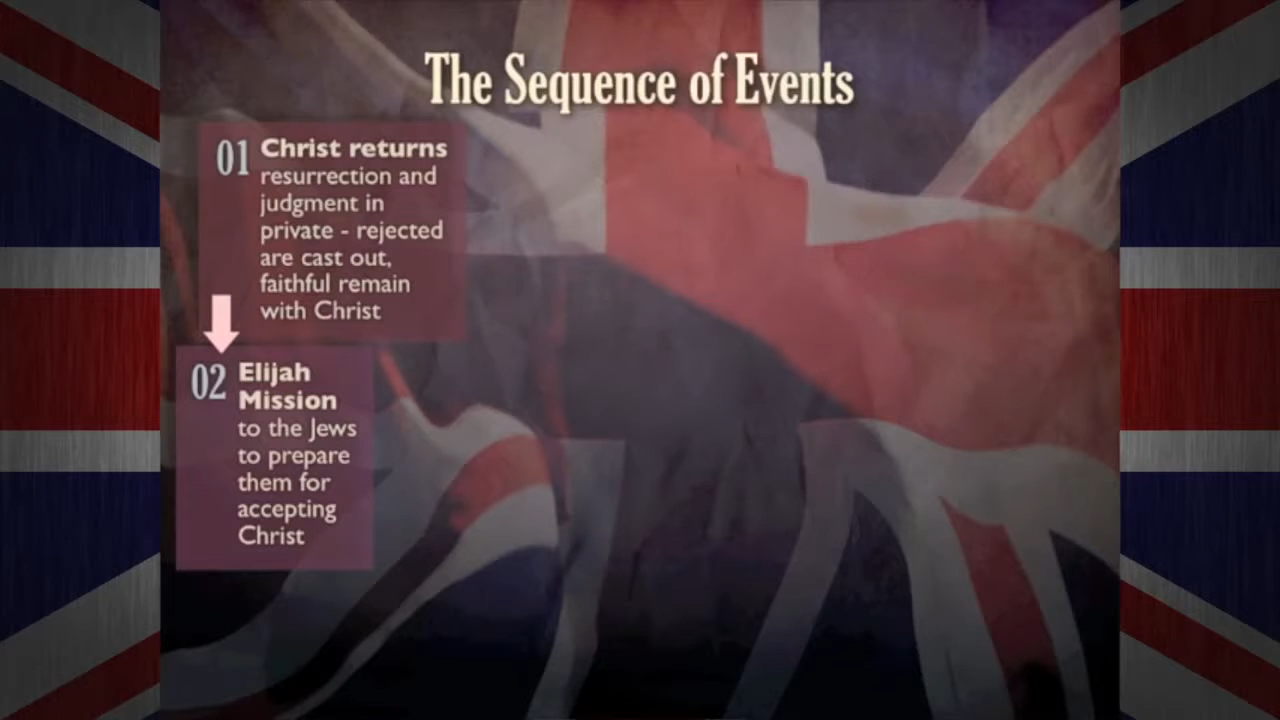 The Sequence of Events
01
Christ returns
resurrection and
judgment in
private - rejected
are cast out,
faithful remain
with Christ
02
Elijah
Mission
to the Jews
to prepare
them for
accepting
Christ